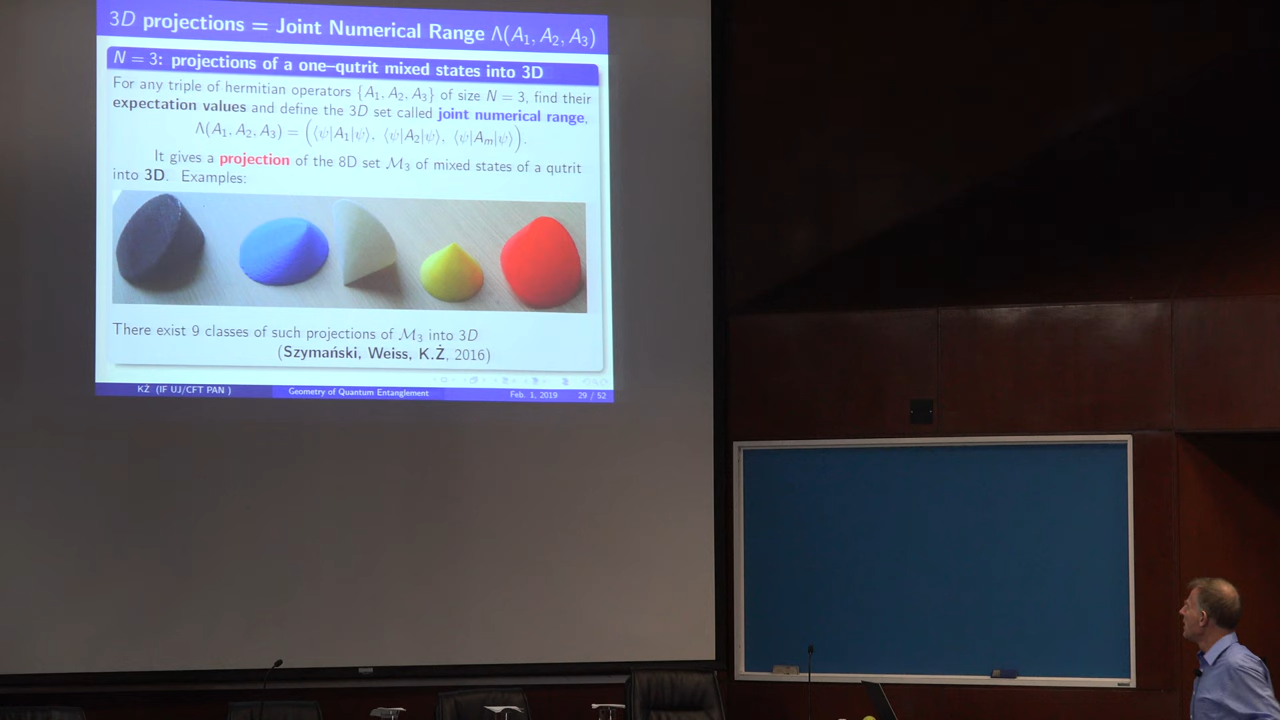 3D projections = Joint Numerical Range Λ(A₁, A₂, A₃)
N = 3: projections of a one–qutrit mixed states into 3D
For any triple of hermitian operators {A₁, A₂, A₃} of size N = 3, find their
expectation values and define the 3D set called joint numerical range,
Λ(A₁, A₂, A₃) = (⟨ψ|A₁|ψ⟩, ⟨ψ|A₂|ψ⟩, ⟨ψ|Aₘ|ψ⟩).
It gives a projection of the 8D set ℳ₃ of mixed states of a qutrit
into 3D. Examples:
There exist 9 classes of such projections of ℳ₃ into 3D
(Szymański, Weiss, K.Ż, 2016)
KŻ (IF UJ/CFT PAN ) Geometry of Quantum Entanglement Feb. 1, 2019 29 / 52